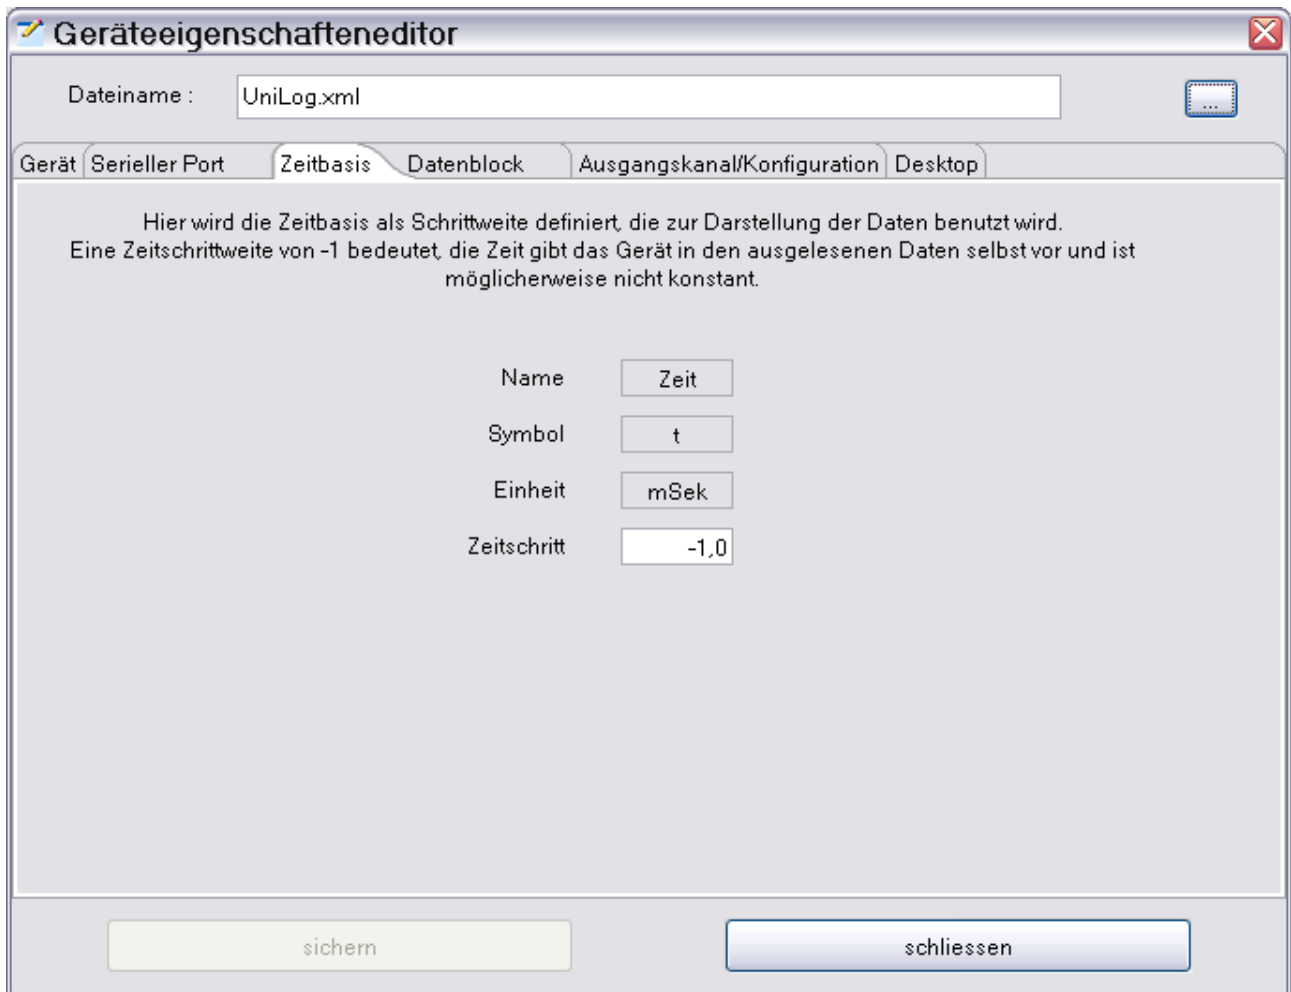 Geräteeigenschafteneditor
Dateiname : UniLog.xml ...
Gerät Serieller Port Zeitbasis Datenblock Ausgangskanal/Konfiguration Desktop
Hier wird die Zeitbasis als Schrittweite definiert, die zur Darstellung der Daten benutzt wird.
Eine Zeitschrittweite von -1 bedeutet, die Zeit gibt das Gerät in den ausgelesenen Daten selbst vor und ist
möglicherweise nicht konstant.
Name Zeit
Symbol t
Einheit mSek
Zeitschritt -1,0
sichern schliessen